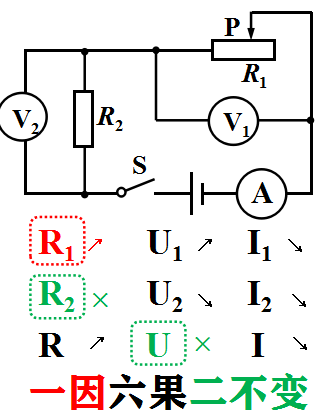 P
R₁
V₂
R₂
V₁
S
A
R₁↗ U₁↗ I₁↘
R₂× U₂↘ I₂↘
R↗ U× I↘
一因六果二不变